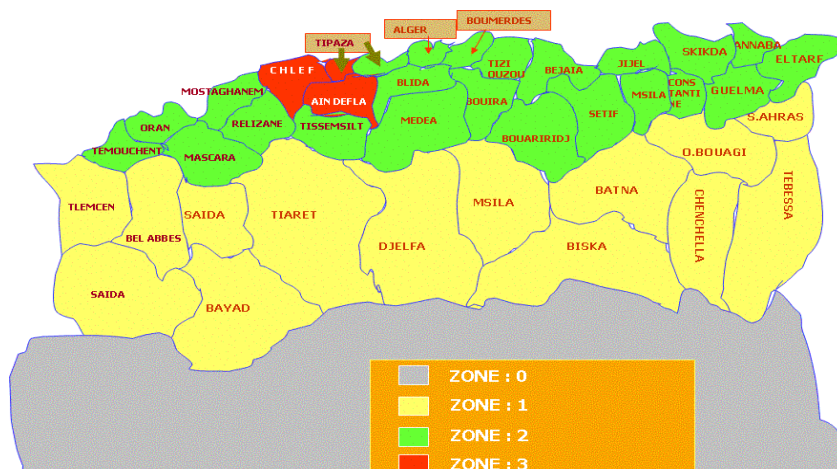 BOUMERDES
ALGER
TIPAZA
SKIKDA
ANNABA
ELTARF
CHLEF
TIZI
OUZOU
BEJAIA
JIJEL
MOSTAGHANEM
BLIDA
AIN DEFLA
BOUIRA
MSILA
CONS
TANTI
NE
GUELMA
ORAN
RELIZANE
TISSEMSILT
MEDEA
SETIF
S.AHRAS
TEMOUCHENT
MASCARA
BOUARIRIDJ
O.BOUAGI
TEBESSA
TLEMCEN
SAIDA
TIARET
MSILA
BATNA
CHENCHELLA
BEL ABBES
DJELFA
BISKA
SAIDA
BAYAD
ZONE : 0
ZONE : 1
ZONE : 2
ZONE : 3